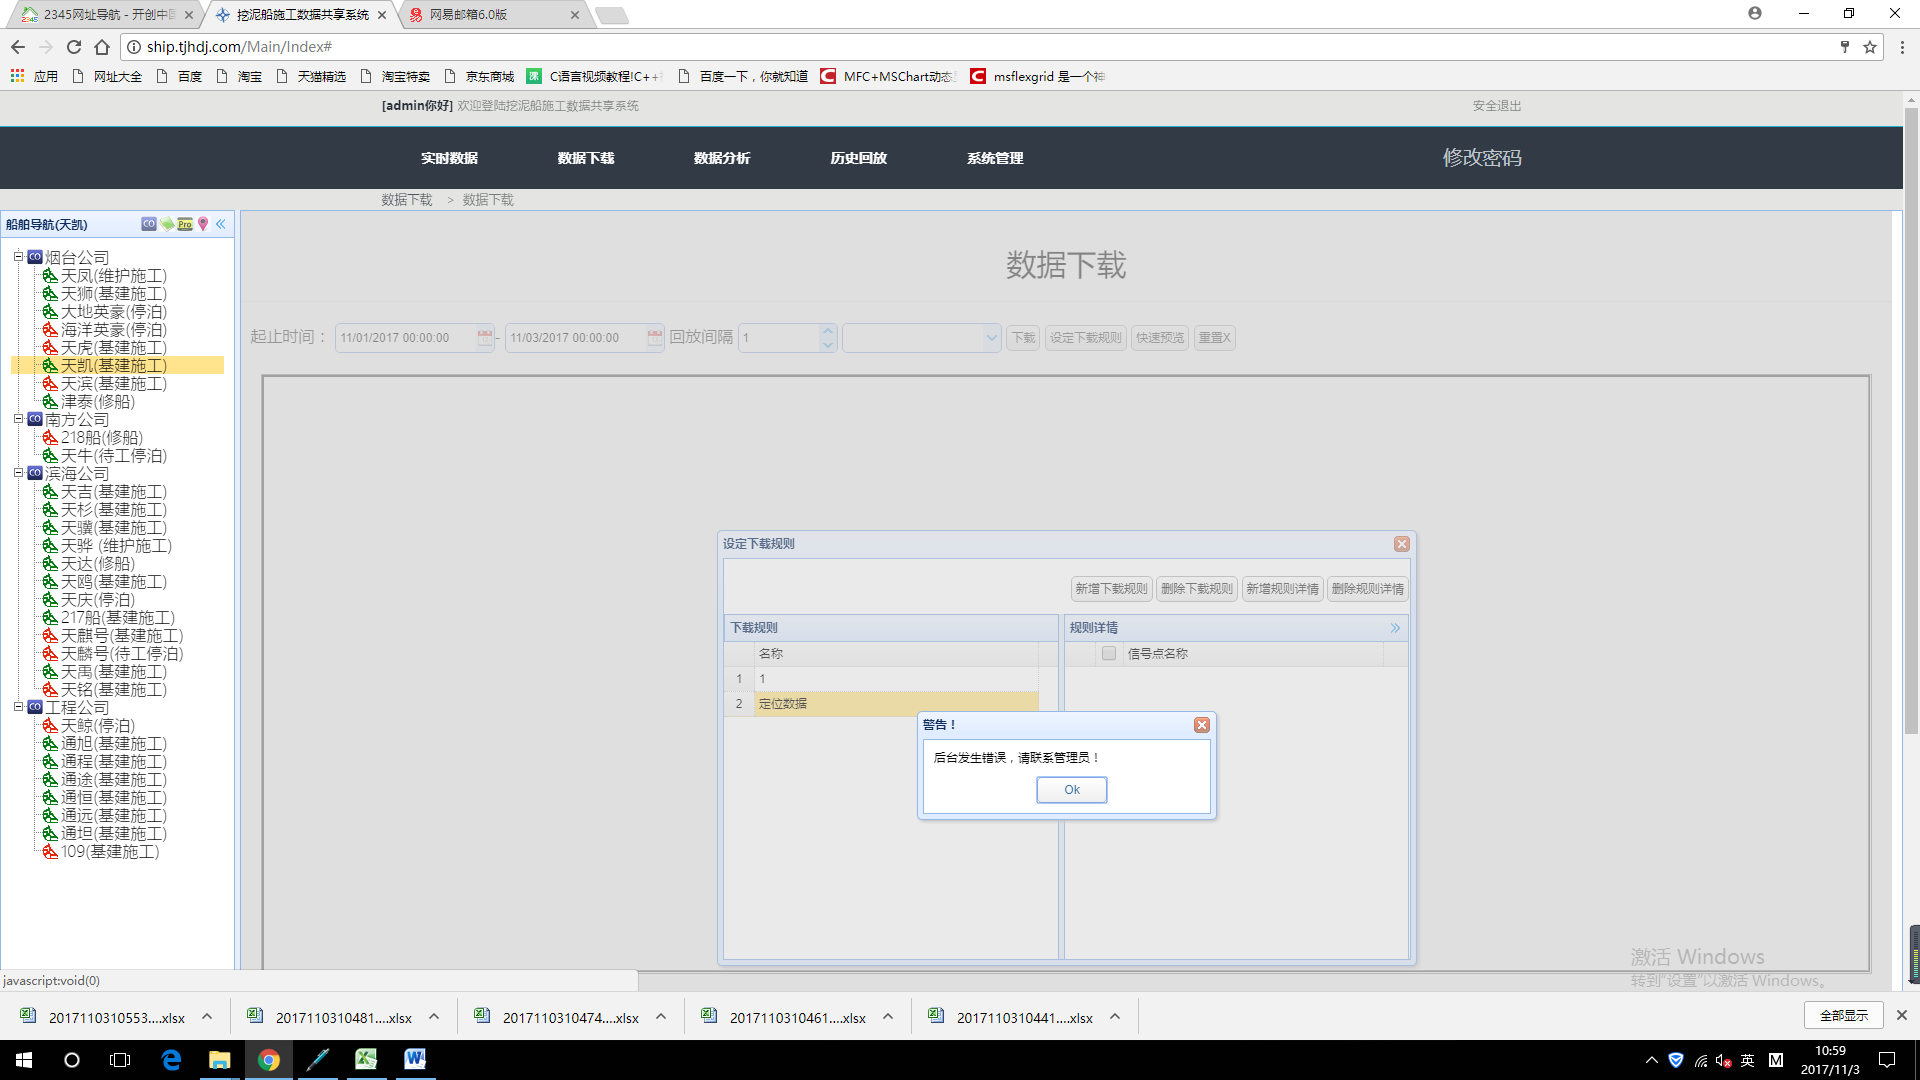 2345网址导航 - 开创中国
挖泥船施工数据共享系统
网易邮箱6.0版
ship.tjhdj.com/Main/Index#
应用
网址大全
百度
淘宝
天猫精选
淘宝特卖
京东商城
C语言视频教程!C++
百度一下，你就知道
MFC+MSChart动态
msflexgrid 是一个神
[admin你好] 欢迎登陆挖泥船施工数据共享系统
安全退出
实时数据
数据下载
数据分析
历史回放
系统管理
修改密码
数据下载 > 数据下载
船舶导航(天凯)
CO
Pro
烟台公司
天凤(维护施工)
天狮(基建施工)
大地英豪(停泊)
海洋英豪(停泊)
天虎(基建施工)
天凯(基建施工)
天滨(基建施工)
津泰(修船)
南方公司
218船(修船)
天牛(待工停泊)
滨海公司
天吉(基建施工)
天杉(基建施工)
天骥(基建施工)
天骅 (维护施工)
天达(修船)
天鸥(基建施工)
天庆(停泊)
217船(基建施工)
天麒号(基建施工)
天麟号(待工停泊)
天禹(基建施工)
天铭(基建施工)
工程公司
天鲸(停泊)
通旭(基建施工)
通程(基建施工)
通途(基建施工)
通恒(基建施工)
通远(基建施工)
通坦(基建施工)
109(基建施工)
数据下载
起止时间： 11/01/2017 00:00:00 - 11/03/2017 00:00:00 回放间隔 1 下载 设定下载规则 快速预览 重置X
设定下载规则
新增下载规则 删除下载规则 新增规则详情 删除规则详情
下载规则
规则详情
名称
信号点名称
1 1
2 定位数据
警告！
后台发生错误，请联系管理员！
Ok
激活 Windows
转到"设置"以激活 Windows。
javascript:void(0)
2017110310553....xlsx
2017110310481....xlsx
2017110310474....xlsx
2017110310461....xlsx
2017110310441....xlsx
全部显示
英
M
10:59
2017/11/3